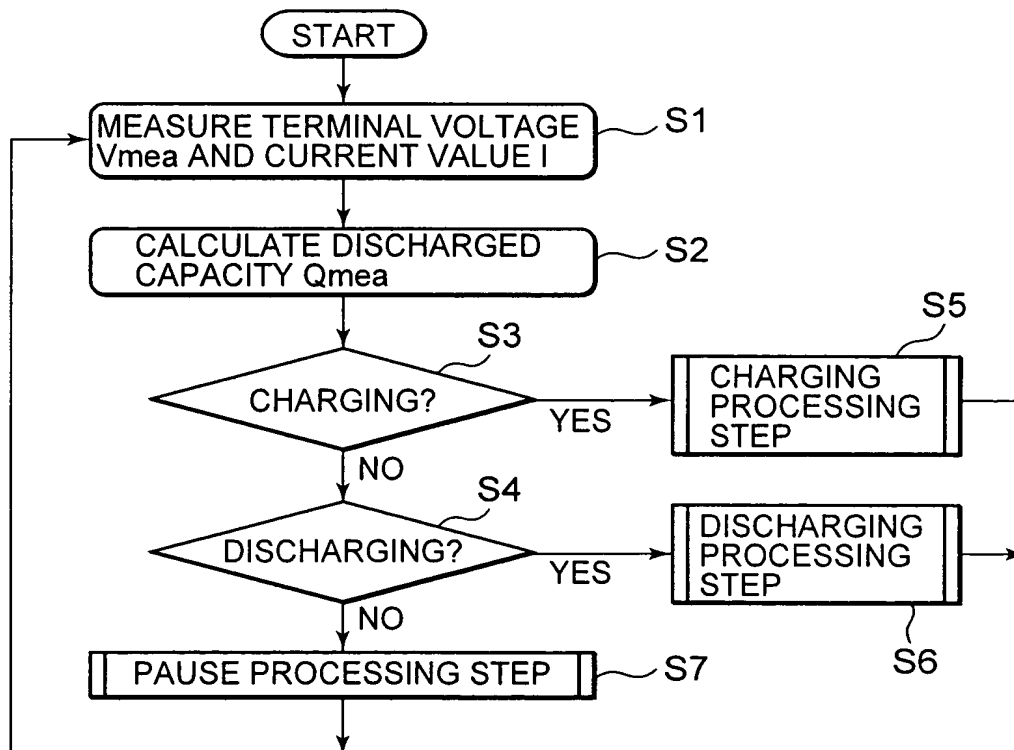 START
MEASURE TERMINAL VOLTAGE
Vmea AND CURRENT VALUE I
S1
CALCULATE DISCHARGED
CAPACITY Qmea
S2
S3
CHARGING?
YES
NO
S5
CHARGING
PROCESSING
STEP
S4
DISCHARGING?
YES
NO
DISCHARGING
PROCESSING
STEP
S6
PAUSE PROCESSING STEP
S7